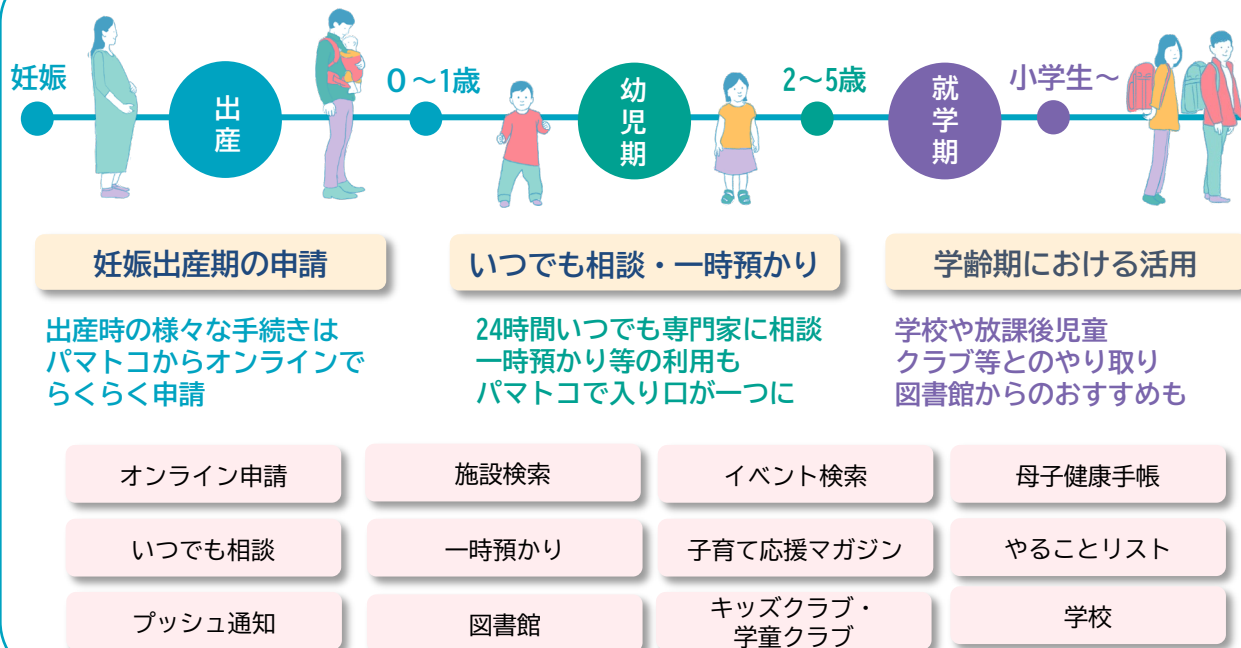 妊娠
出産
0～1歳
幼児期
2～5歳
就学期
小学生～
妊娠出産期の申請
出産時の様々な手続きは
パマトコからオンラインで
らくらく申請
いつでも相談・一時預かり
24時間いつでも専門家に相談
一時預かり等の利用も
パマトコで入り口が一つに
学齢期における活用
学校や放課後児童
クラブ等とのやり取り
図書館からのおすすめも
オンライン申請
施設検索
イベント検索
母子健康手帳
いつでも相談
一時預かり
子育て応援マガジン
やることリスト
プッシュ通知
図書館
キッズクラブ・
学童クラブ
学校